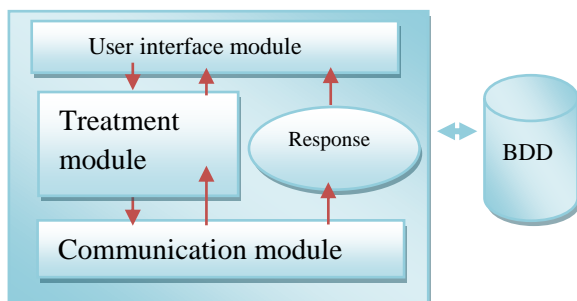 User interface module
Treatment
module
Response
BDD
Communication module